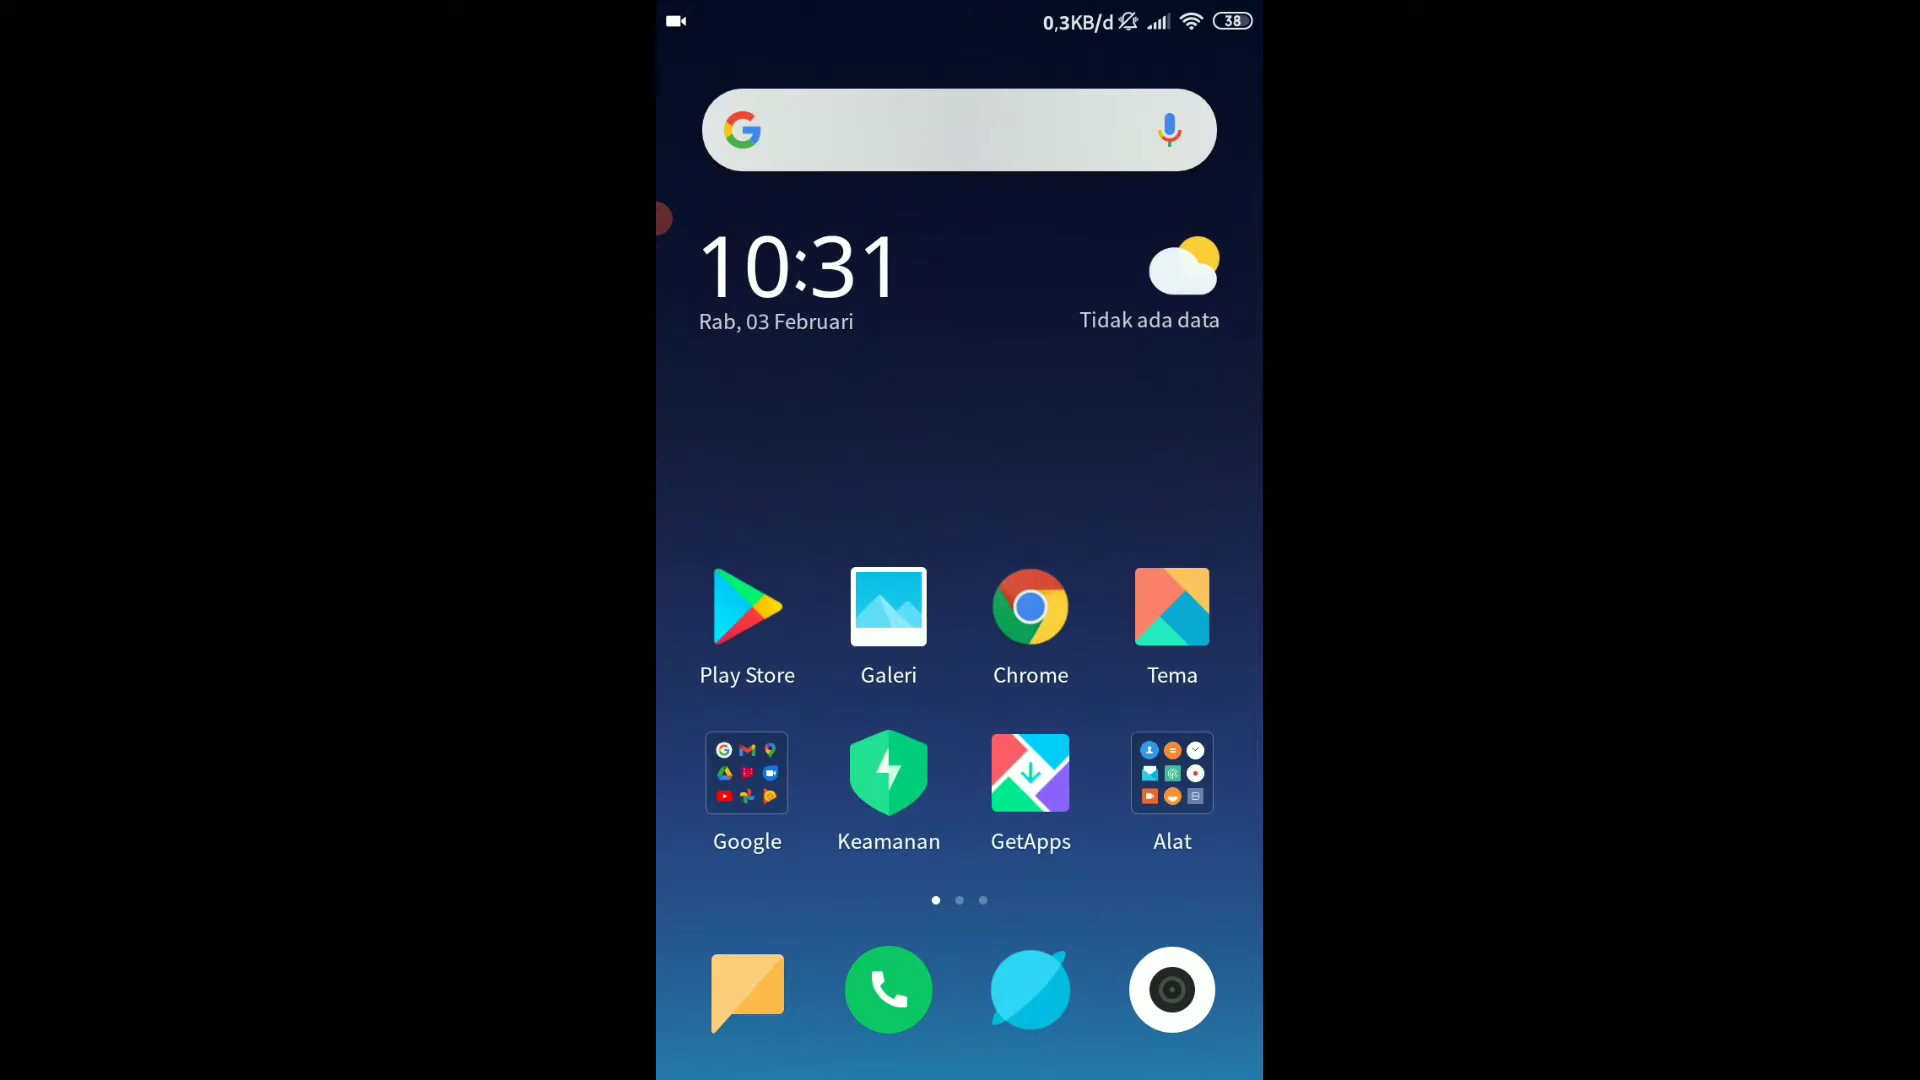 0,3KB/d 38
10:31
Rab, 03 Februari
Tidak ada data
Play Store Galeri Chrome Tema
Google Keamanan GetApps Alat